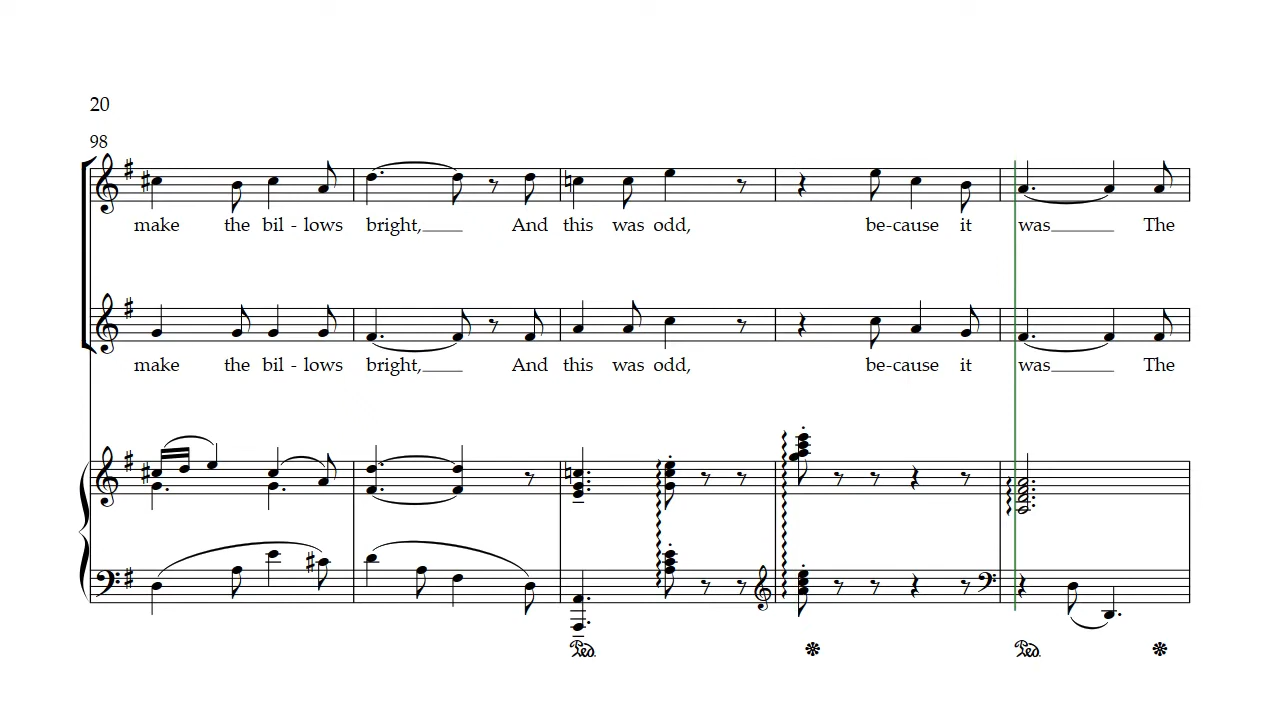 20
98
make the bil - lows bright, And this was odd, be-cause it was The
make the bil - lows bright, And this was odd, be-cause it was The
Ped. Ped.